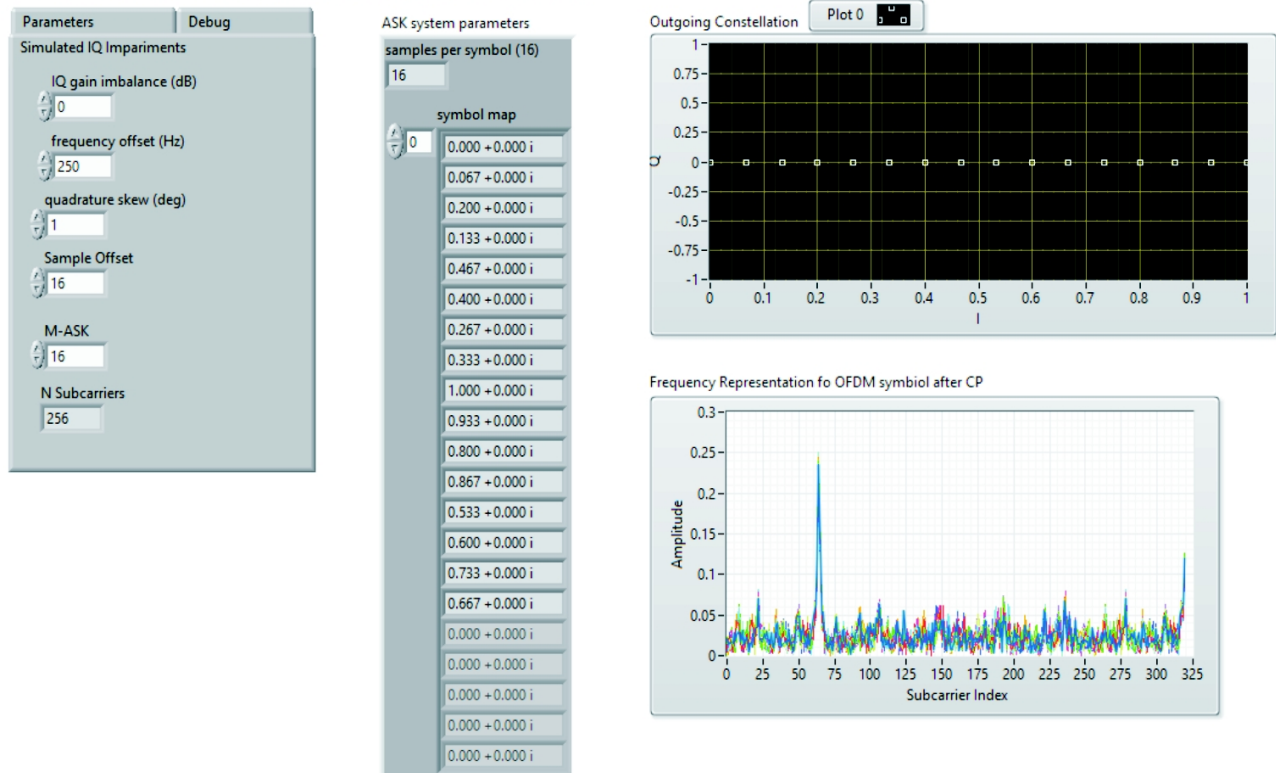 Parameters
Debug
Simulated IQ Impariments
IQ gain imbalance (dB)
0
frequency offset (Hz)
250
quadrature skew (deg)
1
Sample Offset
16
M-ASK
16
N Subcarriers
256
ASK system parameters
samples per symbol (16)
16
symbol map
0
0.000 +0.000 i
0.067 +0.000 i
0.200 +0.000 i
0.133 +0.000 i
0.467 +0.000 i
0.400 +0.000 i
0.267 +0.000 i
0.333 +0.000 i
1.000 +0.000 i
0.933 +0.000 i
0.800 +0.000 i
0.867 +0.000 i
0.533 +0.000 i
0.600 +0.000 i
0.733 +0.000 i
0.667 +0.000 i
0.000 +0.000 i
0.000 +0.000 i
0.000 +0.000 i
0.000 +0.000 i
0.000 +0.000 i
Outgoing Constellation
Plot 0
1
0.75
0.5
0.25
0
-0.25
-0.5
-0.75
-1
Q
0 0.1 0.2 0.3 0.4 0.5 0.6 0.7 0.8 0.9 1
I
Frequency Representation fo OFDM symbiol after CP
0.3
0.25
0.2
0.15
0.1
0.05
0
Amplitude
0 25 50 75 100 125 150 175 200 225 250 275 300 325
Subcarrier Index